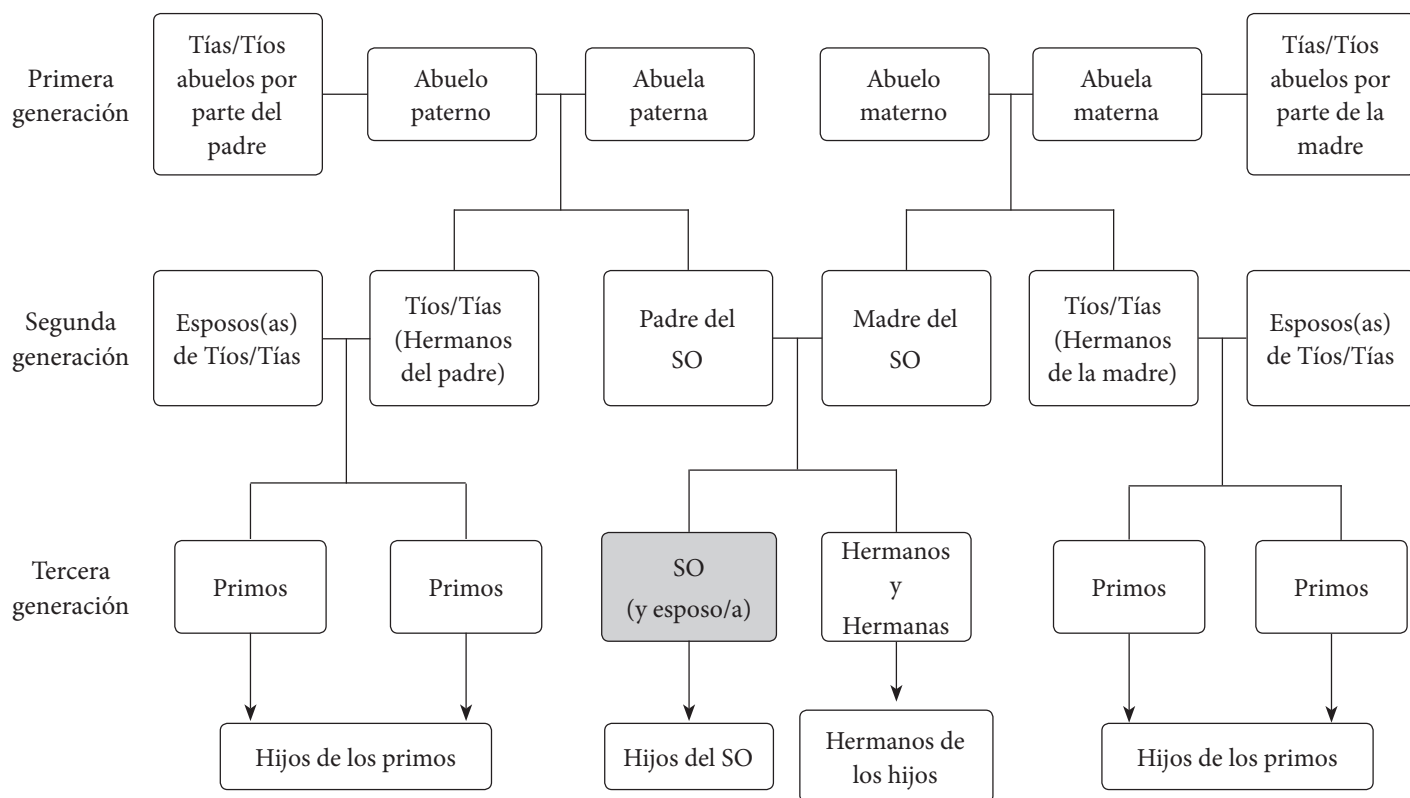 Primera
generación
Tías/Tíos
abuelos por
parte del
padre
Abuelo
paterno
Abuela
paterna
Abuelo
materno
Abuela
materna
Tías/Tíos
abuelos por
parte de la
madre
Segunda
generación
Esposos(as)
de Tíos/Tías
Tíos/Tías
(Hermanos
del padre)
Padre del
SO
Madre del
SO
Tíos/Tías
(Hermanos
de la madre)
Esposos(as)
de Tíos/Tías
Tercera
generación
Primos
Primos
SO
(y esposo/a)
Hermanos
y
Hermanas
Primos
Primos
Hijos de los primos
Hijos del SO
Hermanos de
los hijos
Hijos de los primos